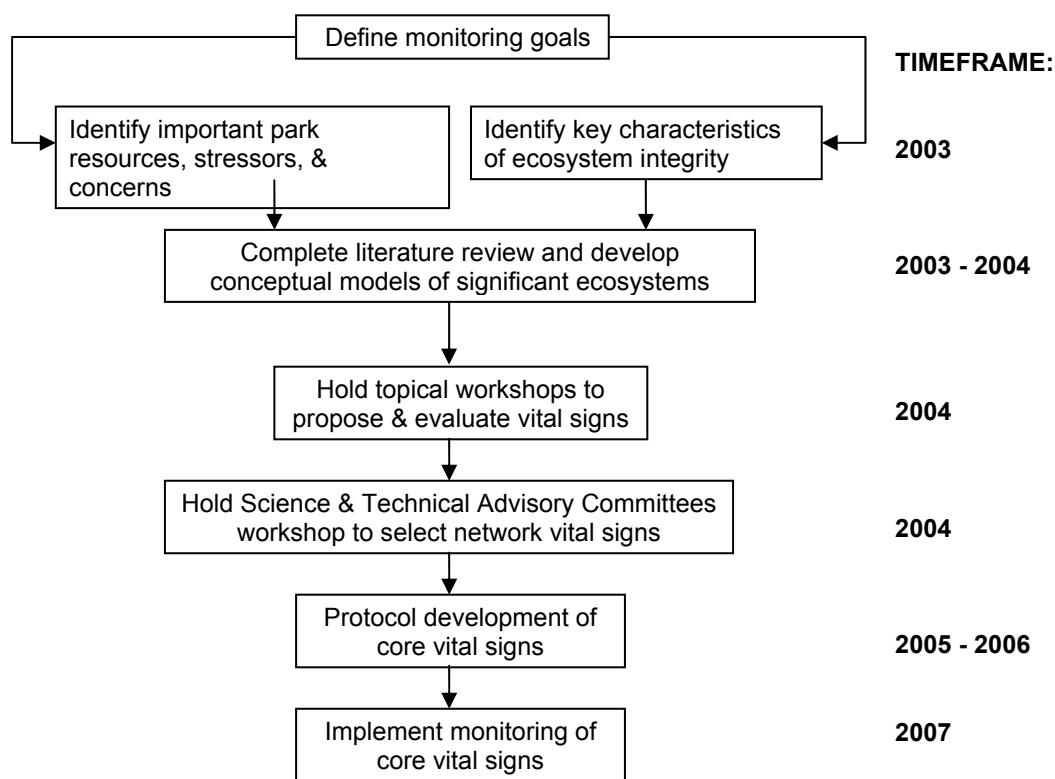 Define monitoring goals
TIMEFRAME:
Identify important park
resources, stressors, &
concerns
Identify key characteristics
of ecosystem integrity
2003
Complete literature review and develop
conceptual models of significant ecosystems
2003 - 2004
Hold topical workshops to
propose & evaluate vital signs
2004
Hold Science & Technical Advisory Committees
workshop to select network vital signs
2004
Protocol development of
core vital signs
2005 - 2006
Implement monitoring of
core vital signs
2007